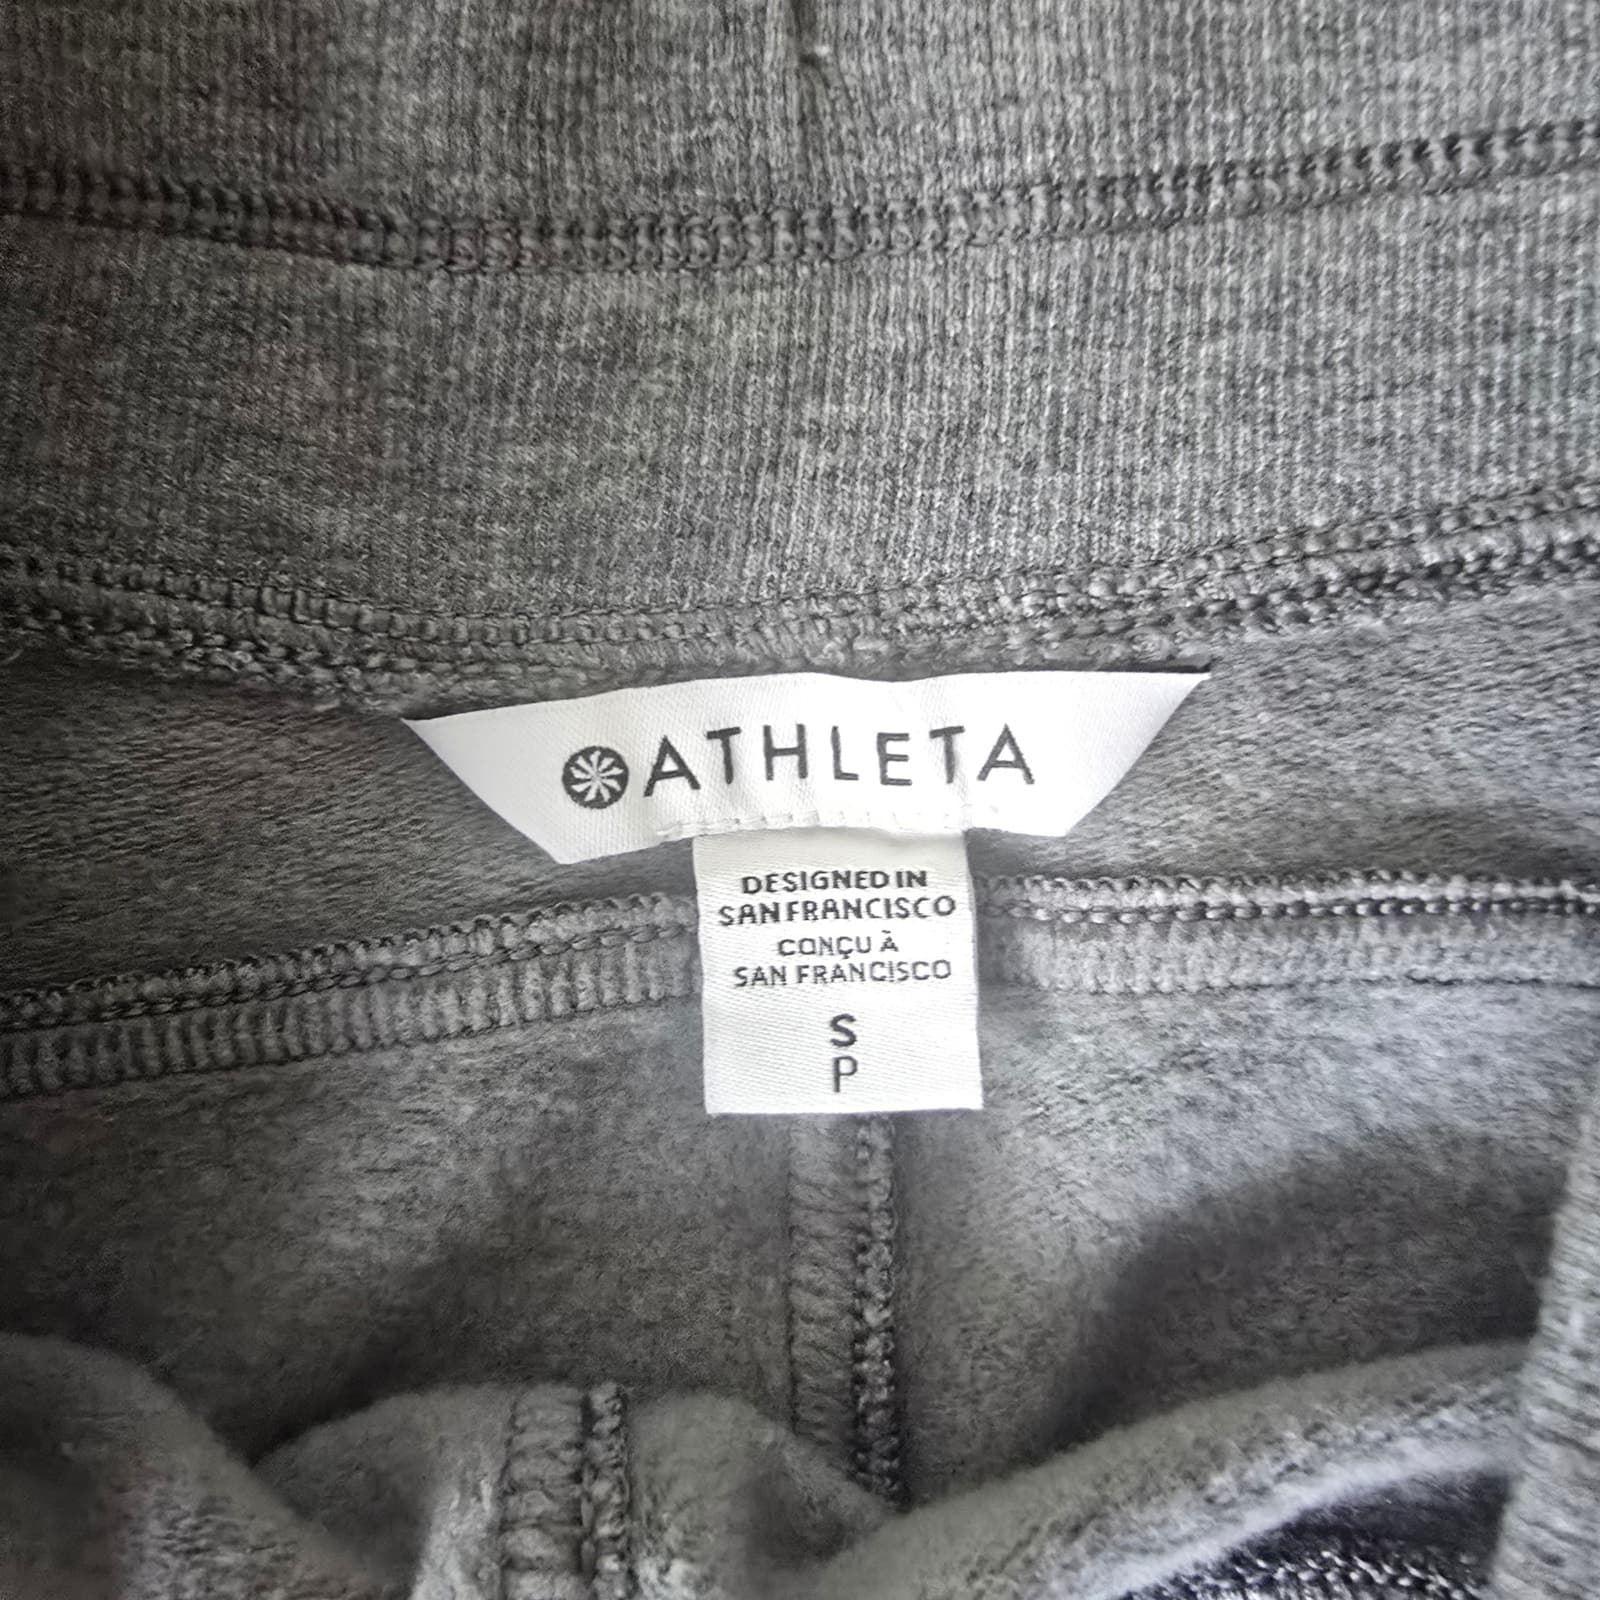 ATHLETA
DESIGNED IN
SAN FRANCISCO
CONÇU À
SAN FRANCISCO
S
P